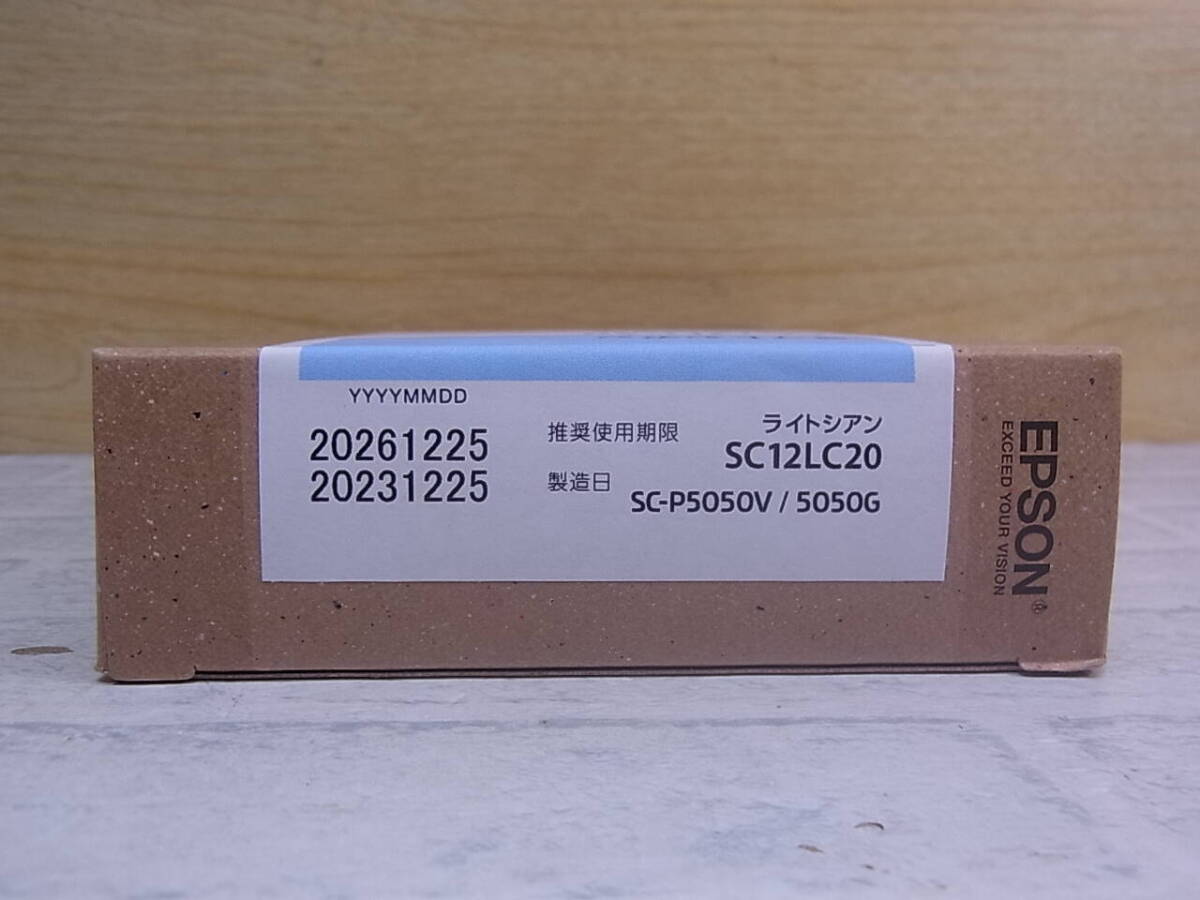 YYYYMMDD
20261225 推奨使用期限
20231225 製造日
ライトシアン
SC12LC20
SC-P5050V / 5050G
EPSON®
EXCEED YOUR VISION